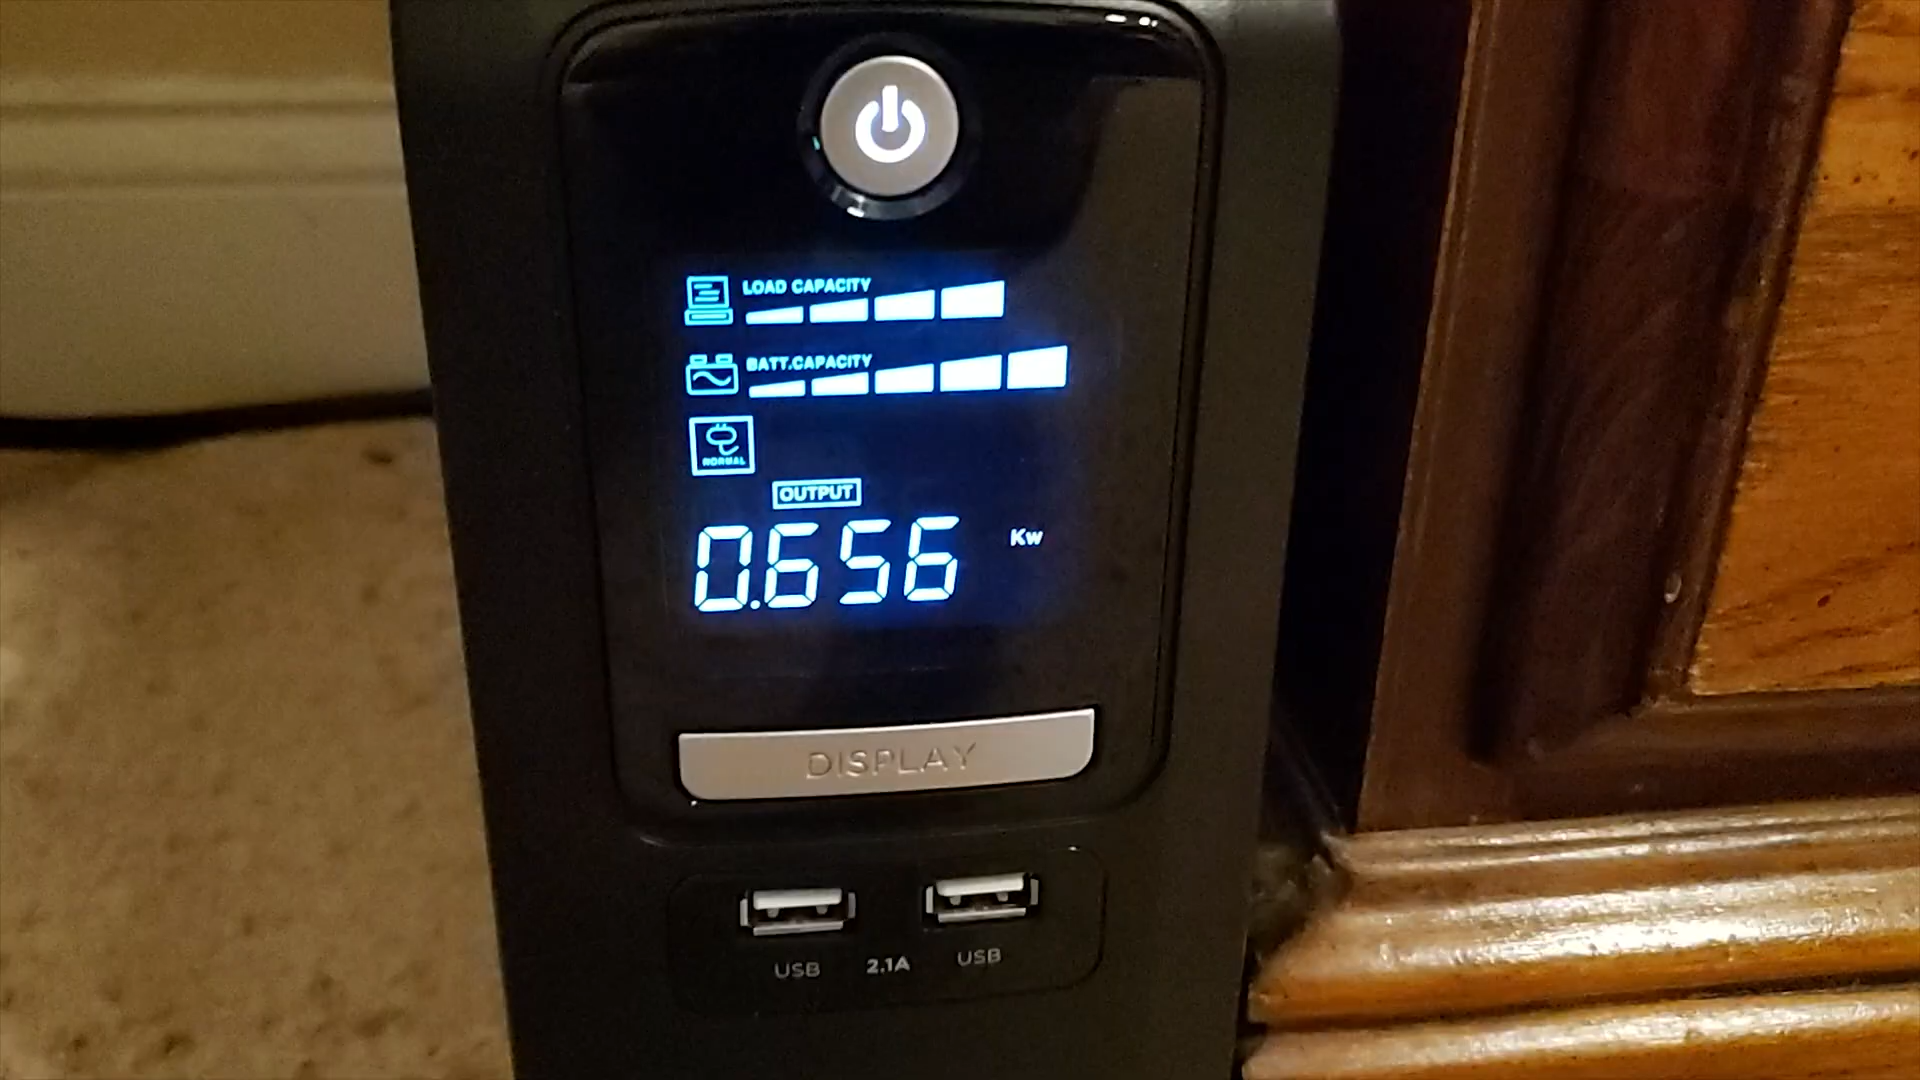 LOAD CAPACITY
BATT.CAPACITY
NORMAL
OUTPUT
0.656 Kw
DISPLAY
USB 2.1A USB